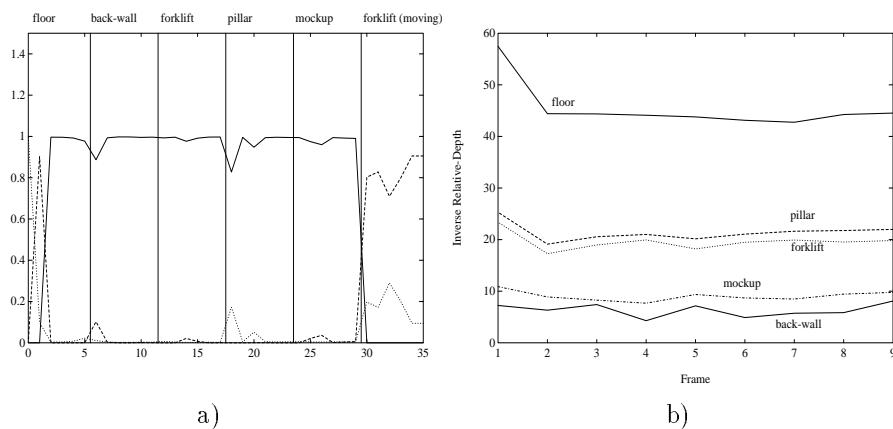 floor back-wall forklift pillar mockup forklift (moving)
1.4
1.2
1
0.8
0.6
0.4
0.2
0
0 5 10 15 20 25 30 35
a)
60
50
40
30
20
10
0
Inverse Relative-Depth
floor
pillar
forklift
mockup
back-wall
1 2 3 4 5 6 7 8 9
Frame
b)